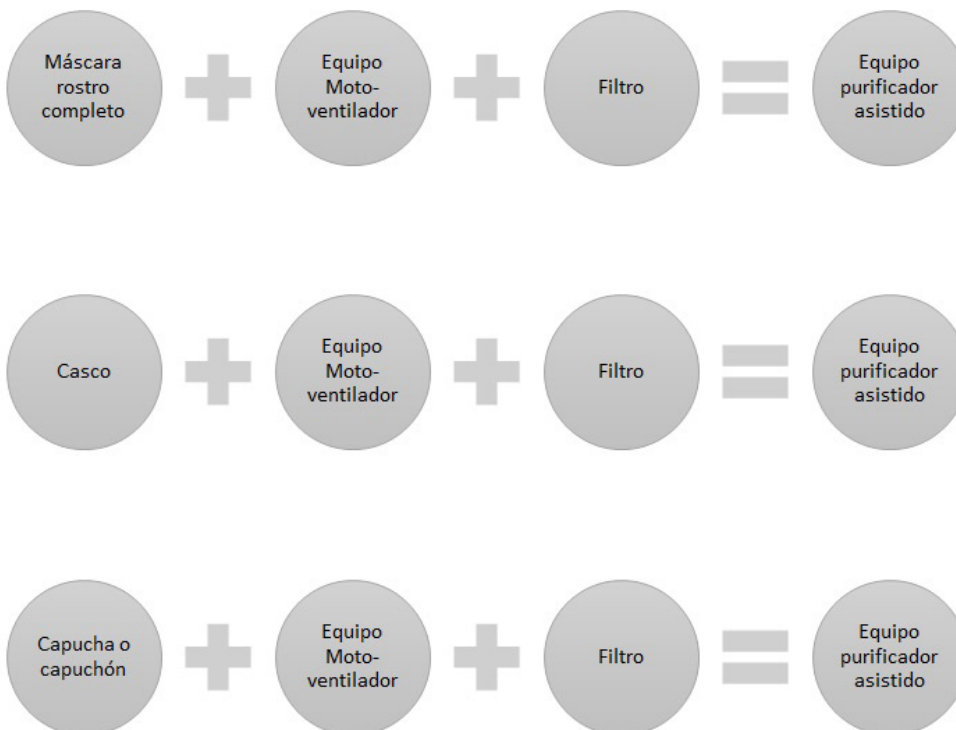 Máscara
rostro
completo
Equipo
Moto-
ventilador
Filtro
Equipo
purificador
asistido
Casco
Equipo
Moto-
ventilador
Filtro
Equipo
purificador
asistido
Capucha o
capuchón
Equipo
Moto-
ventilador
Filtro
Equipo
purificador
asistido